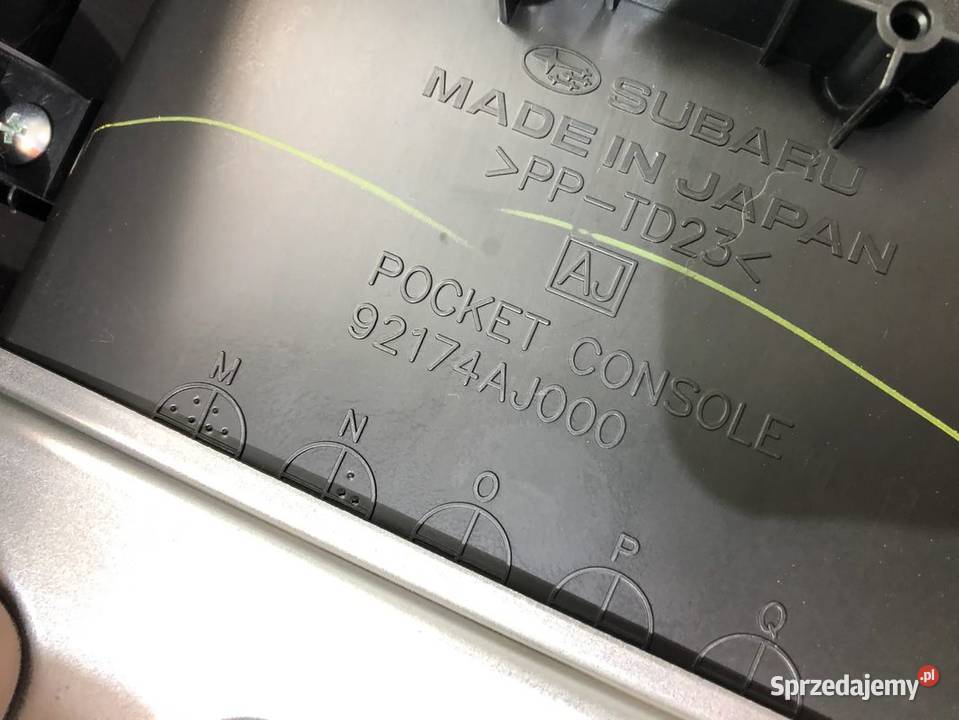 SUBARU
MADE IN JAPAN
>PP-TD23<
AJ
POCKET CONSOLE
92174AJ000
M
N
O
P
Q
Sprzedajemy.pl